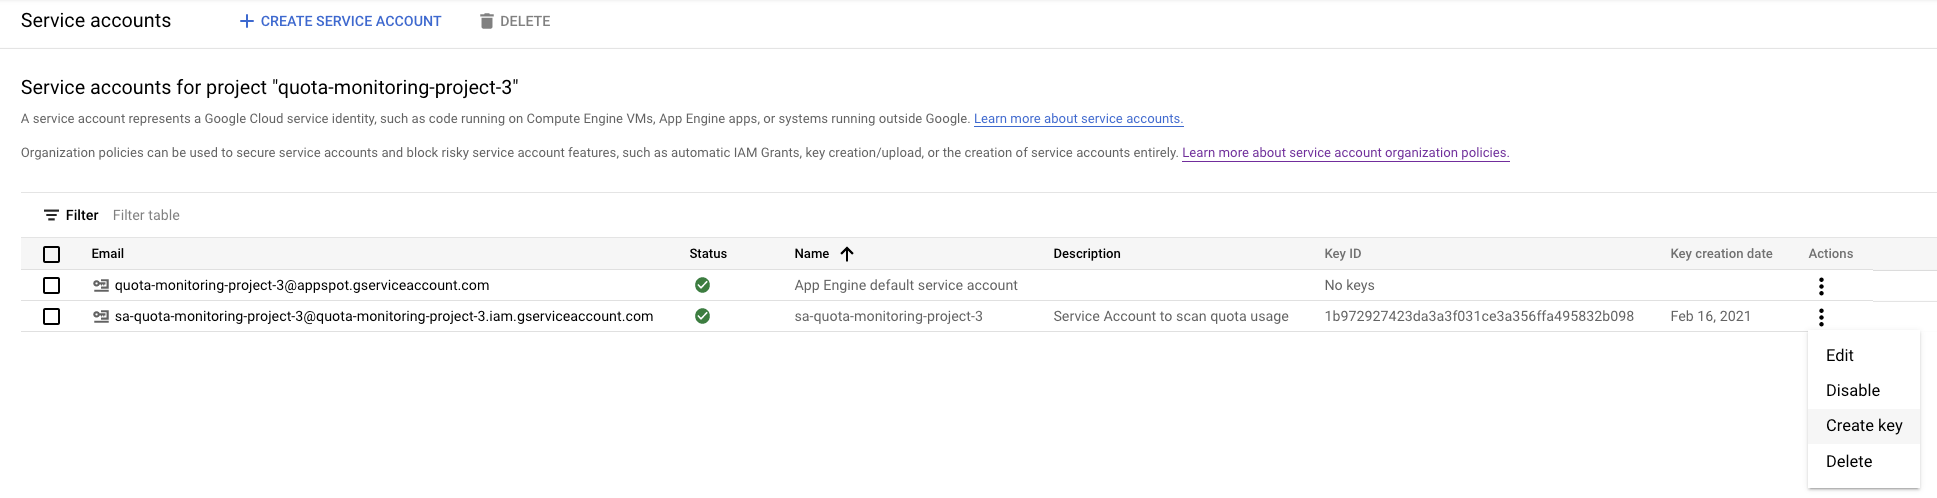 Service accounts + CREATE SERVICE ACCOUNT DELETE
Service accounts for project "quota-monitoring-project-3"
A service account represents a Google Cloud service identity, such as code running on Compute Engine VMs, App Engine apps, or systems running outside Google. Learn more about service accounts.
Organization policies can be used to secure service accounts and block risky service account features, such as automatic IAM Grants, key creation/upload, or the creation of service accounts entirely. Learn more about service account organization policies.
Filter Filter table
Email Status Name Description Key ID Key creation date Actions
quota-monitoring-project-3@appspot.gserviceaccount.com App Engine default service account No keys
sa-quota-monitoring-project-3@quota-monitoring-project-3.iam.gserviceaccount.com sa-quota-monitoring-project-3 Service Account to scan quota usage 1b972927423da3a3f031ce3a356ffa495832b098 Feb 16, 2021
Edit
Disable
Create key
Delete